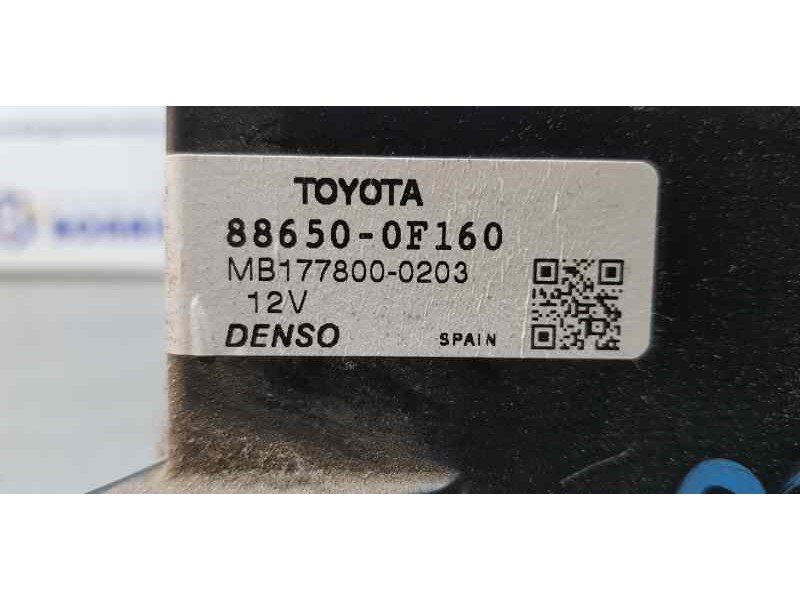 TOYOTA
88650-0F160
MB177800-0203
12V
DENSO SPAIN